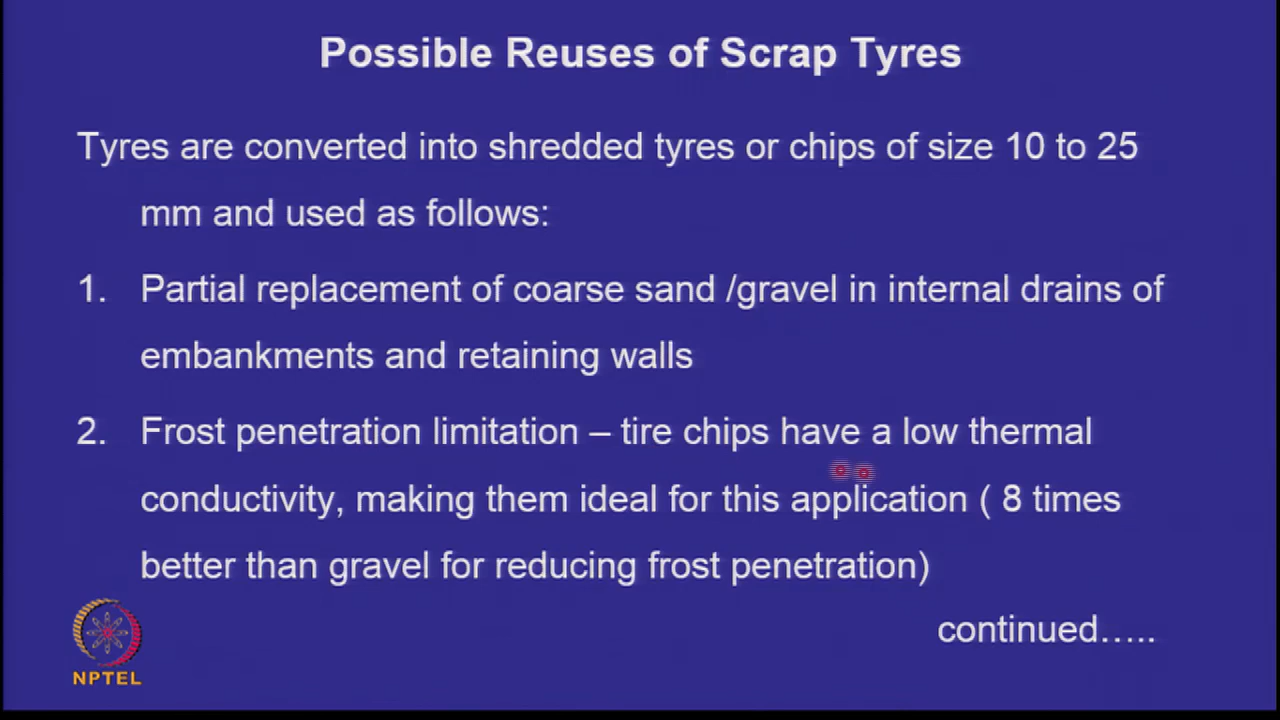 Possible Reuses of Scrap Tyres
Tyres are converted into shredded tyres or chips of size 10 to 25
mm and used as follows:
1. Partial replacement of coarse sand /gravel in internal drains of
embankments and retaining walls
2. Frost penetration limitation – tire chips have a low thermal
conductivity, making them ideal for this application ( 8 times
better than gravel for reducing frost penetration)
continued…..
NPTEL